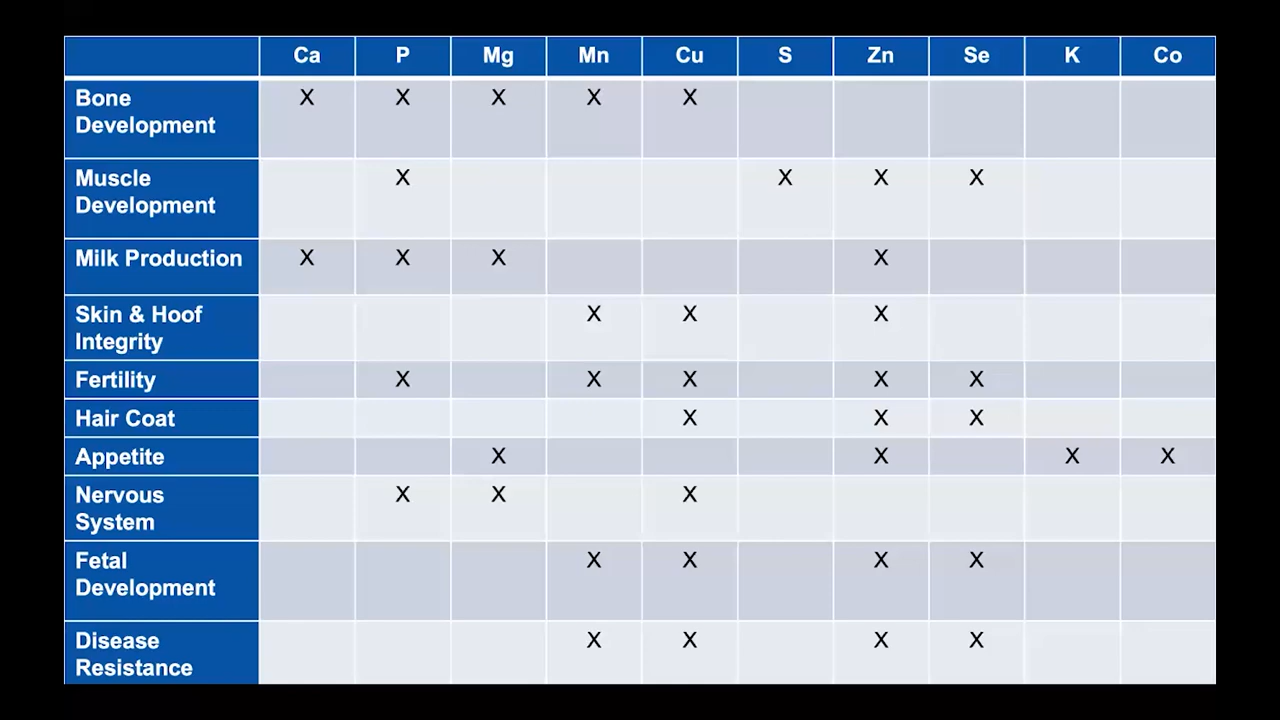 Ca P Mg Mn Cu S Zn Se K Co
Bone X X X X X
Development
Muscle X X X X
Development
Milk Production X X X X
Skin & Hoof X X X
Integrity
Fertility X X X X X
Hair Coat X X X
Appetite X X X X
Nervous X X X
System
Fetal X X X X
Development
Disease X X X X
Resistance